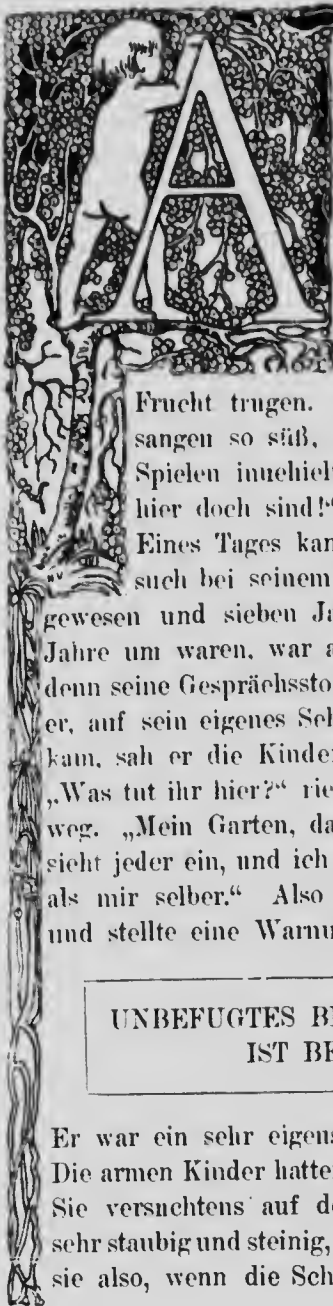 A
Frucht trugen.
sangen so süß,
Spielen innehiel
hier doch sind!“
Eines Tages kam
such bei seinem
gewesen und sieben Ja
Jahre um waren, war a
denn seine Gesprächssto
er, auf sein eigenes Sch
kam, sah er die Kinder
„Was tut ihr hier?“ rie
weg. „Mein Garten, da
sieht jeder ein, und ich
als mir selber.“ Also
und stellte eine Warnu
UNBEFUGTES BE
IST BE
Er war ein sehr eigens
Die armen Kinder hatte
Sie versuchtens auf de
sehr staubig und steinig,
sie also, wenn die Sch